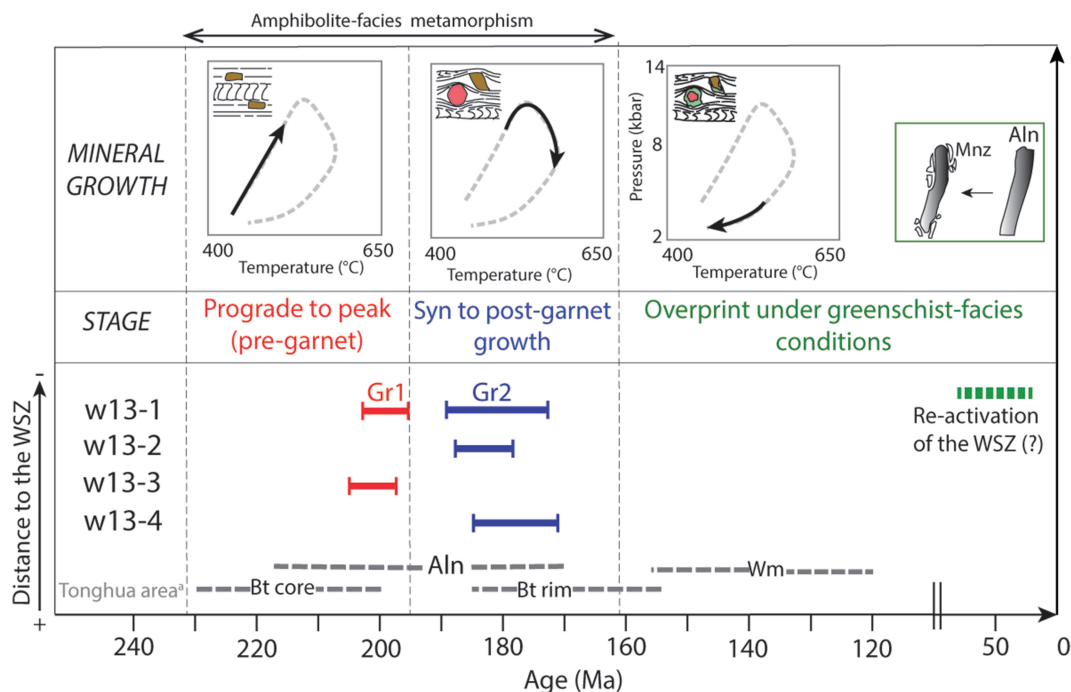 Amphibolite-facies metamorphism
MINERAL
GROWTH
400
650
Temperature (°C)
400
650
Temperature (°C)
14
8
2
Pressure (kbar)
400
650
Temperature (°C)
Mnz
Aln
STAGE
Prograde to peak
(pre-garnet)
Syn to post-garnet
growth
Overprint under greenschist-facies
conditions
Distance to the WSZ
-
+
w13-1
Gr1
Gr2
w13-2
w13-3
w13-4
Re-activation
of the WSZ (?)
Aln
Wm
Tonghua areaª
Bt core
Bt rim
240
220
200
180
160
140
120
50
0
Age (Ma)